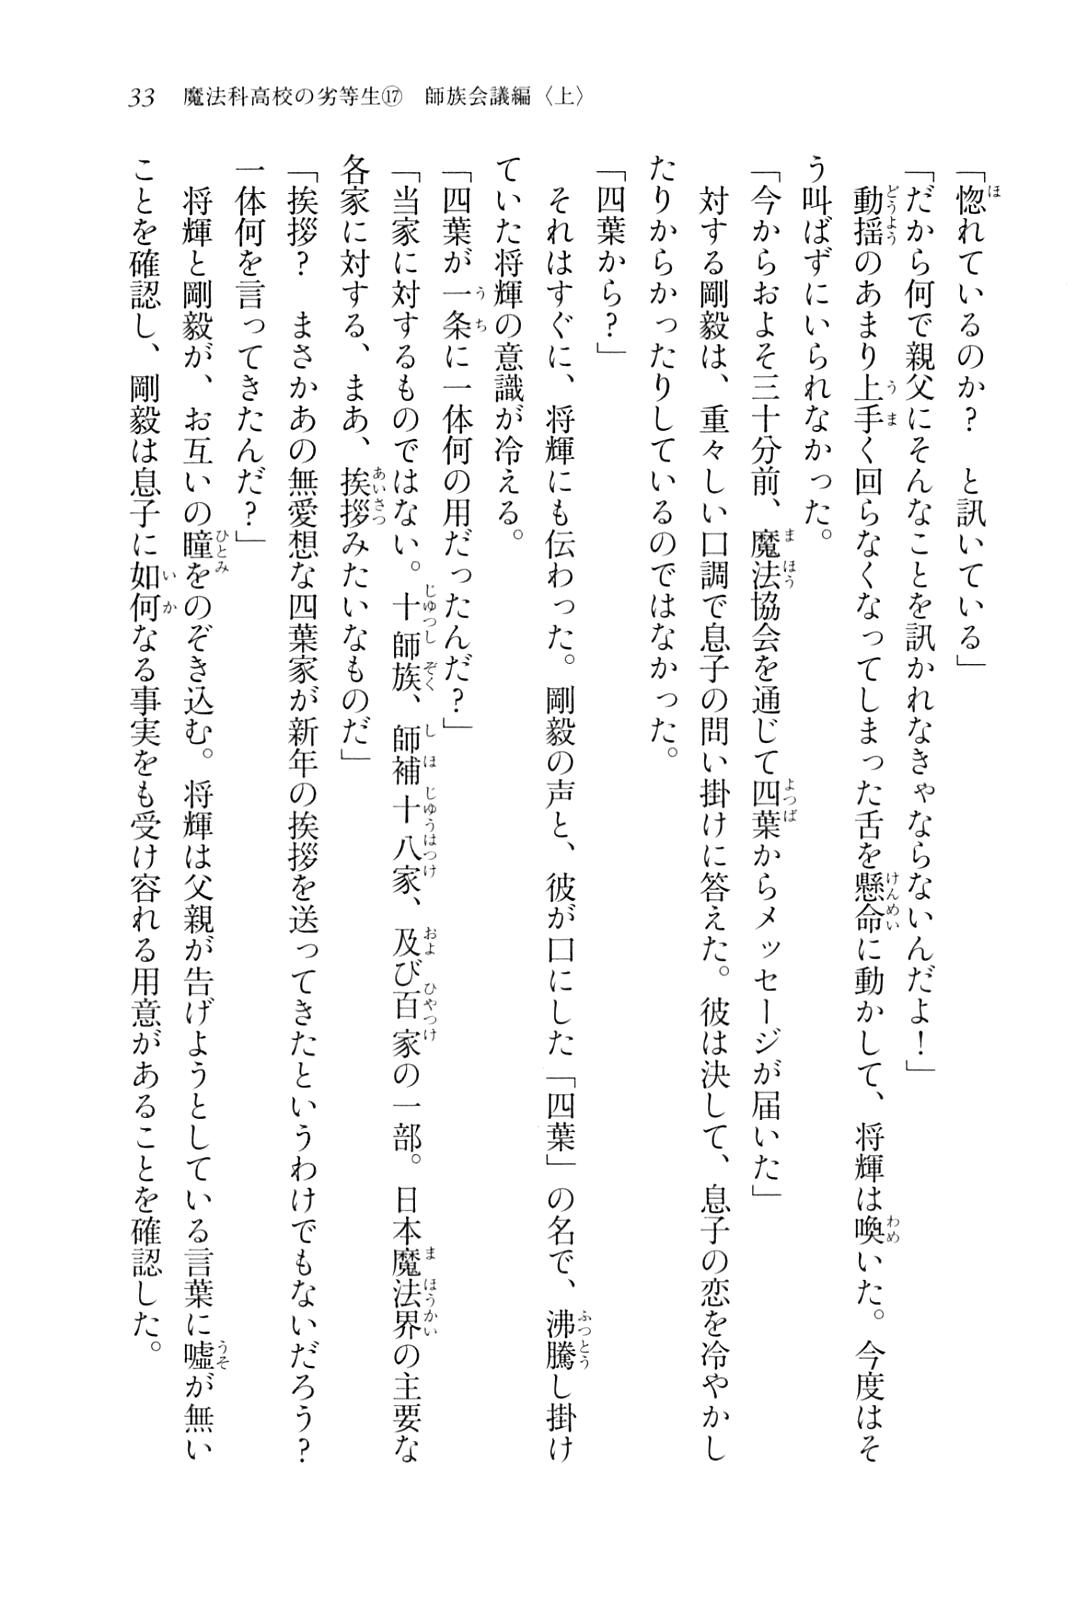 33　魔法科高校の劣等生⑰　師族会議編〈上〉
「惚れているのか？　と訊いている」
「だから何で親父にそんなことを訊かれなきゃならないんだよ！」
　動揺のあまり上手く回らなくなってしまった舌を懸命に動かして、将輝は喚いた。今度はそ
う叫ばずにいられなかった。
「今からおよそ三十分前、魔法協会を通じて四葉からメッセージが届いた」
　対する剛毅は、重々しい口調で息子の問い掛けに答えた。彼は決して、息子の恋を冷やかし
たりからかったりしているのではなかった。
「四葉から？」
　それはすぐに、将輝にも伝わった。剛毅の声と、彼が口にした「四葉」の名で、沸騰し掛け
ていた将輝の意識が冷える。
「四葉が一条に一体何の用だったんだ？」
「当家に対するものではない。十師族、師補十八家、及び百家の一部。日本魔法界の主要な
各家に対する、まあ、挨拶みたいなものだ」
「挨拶？　まさかあの無愛想な四葉家が新年の挨拶を送ってきたというわけでもないだろう？
一体何を言ってきたんだ？」
　将輝と剛毅が、お互いの瞳をのぞき込む。将輝は父親が告げようとしている言葉に嘘が無い
ことを確認し、剛毅は息子に如何なる事実をも受け容れる用意があることを確認した。